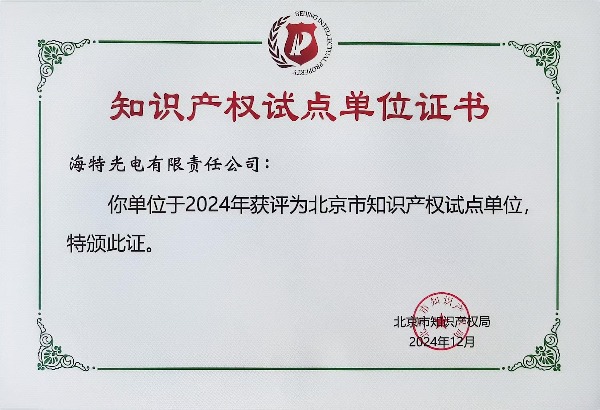 BEIJING INTELLECTUAL PROPERTY
知识产权试点单位证书
海特光电有限责任公司：
你单位于2024年获评为北京市知识产权试点单位，
特颁此证。
北京市知识产权局
2024年12月